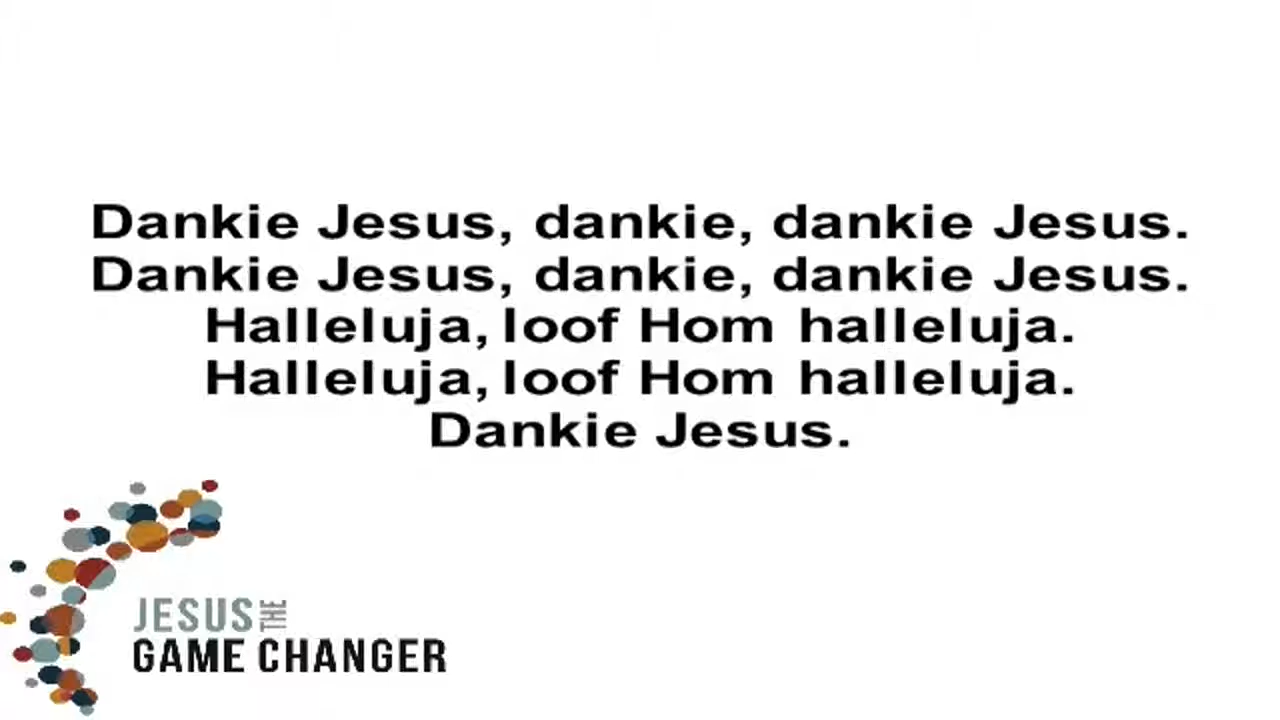 Dankie Jesus, dankie, dankie Jesus.
Dankie Jesus, dankie, dankie Jesus.
Halleluja, loof Hom halleluja.
Halleluja, loof Hom halleluja.
Dankie Jesus.
JESUS THE
GAME CHANGER